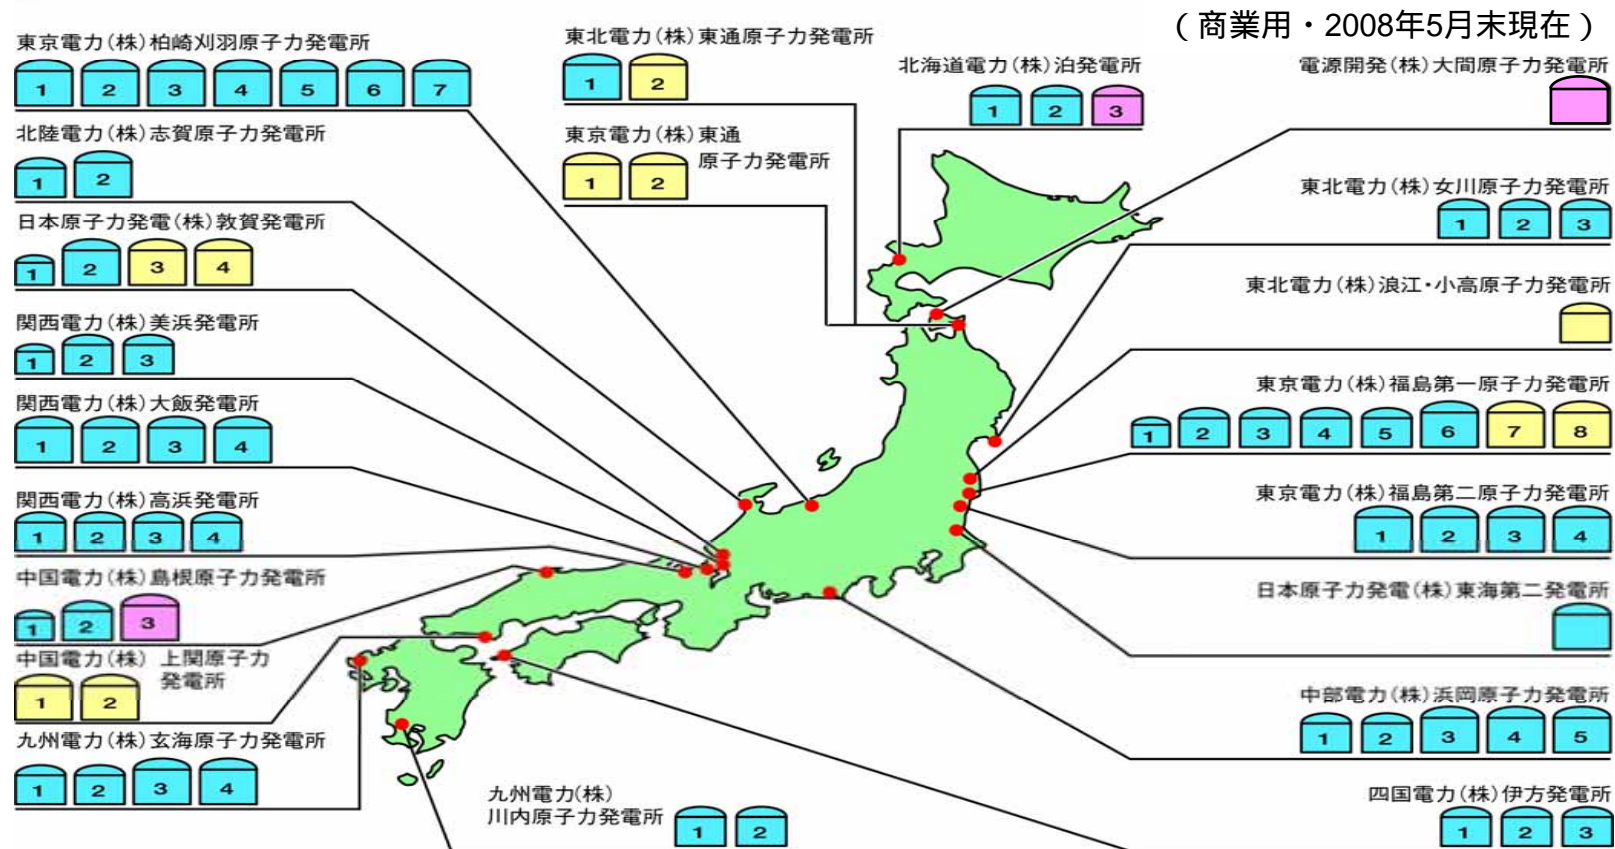 （商業用・2008年5月末現在）
東京電力(株)柏崎刈羽原子力発電所
1 2 3 4 5 6 7
北陸電力(株)志賀原子力発電所
1 2
日本原子力発電(株)敦賀発電所
1 2 3 4
関西電力(株)美浜発電所
1 2 3
関西電力(株)大飯発電所
1 2 3 4
関西電力(株)高浜発電所
1 2 3 4
中国電力(株)島根原子力発電所
1 2 3
中国電力(株) 上関原子力
発電所
1 2
九州電力(株)玄海原子力発電所
1 2 3 4
東北電力(株)東通原子力発電所
1 2
東京電力(株)東通
原子力発電所
1 2
北海道電力(株)泊発電所
1 2 3
電源開発(株)大間原子力発電所
東北電力(株)女川原子力発電所
1 2 3
東北電力(株)浪江・小高原子力発電所
東京電力(株)福島第一原子力発電所
1 2 3 4 5 6 7 8
東京電力(株)福島第二原子力発電所
1 2 3 4
日本原子力発電(株)東海第二発電所
中部電力(株)浜岡原子力発電所
1 2 3 4 5
四国電力(株)伊方発電所
1 2 3
九州電力(株)
川内原子力発電所
1 2